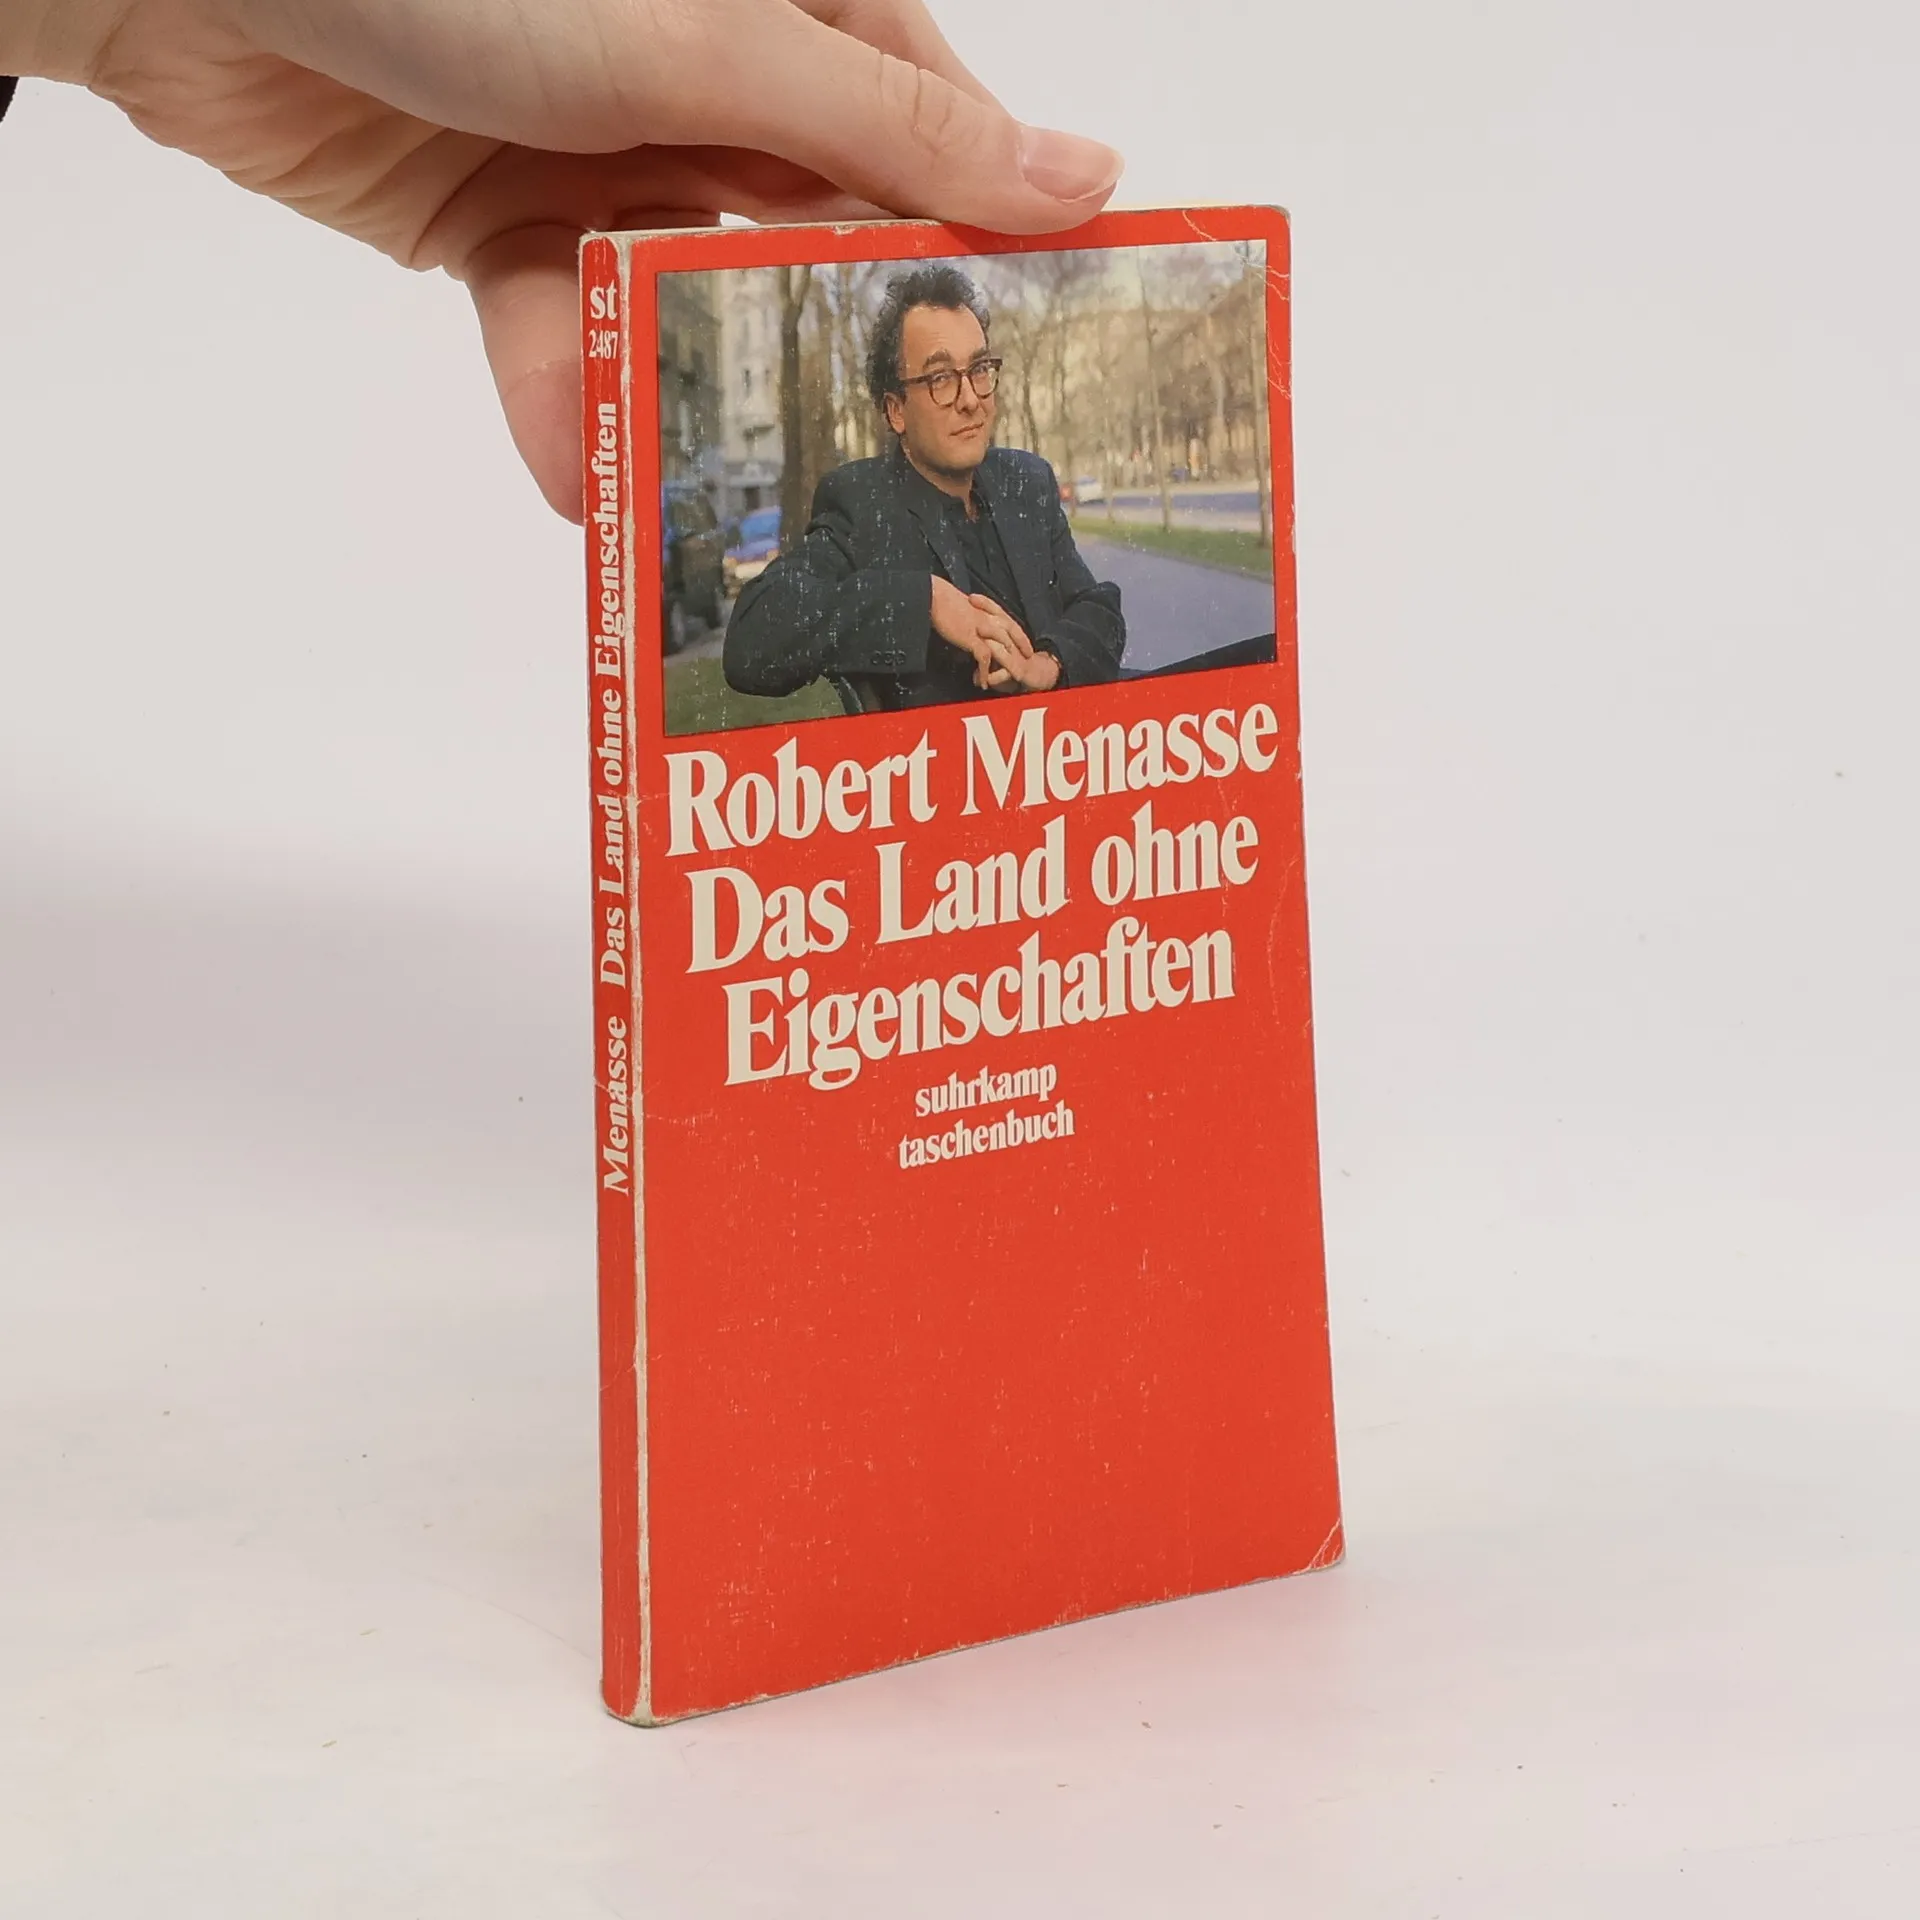 st
2487
Menasse Das Land ohne Eigenschaften
Robert Menasse
Das Land ohne
Eigenschaften
suhrkamp
taschenbuch